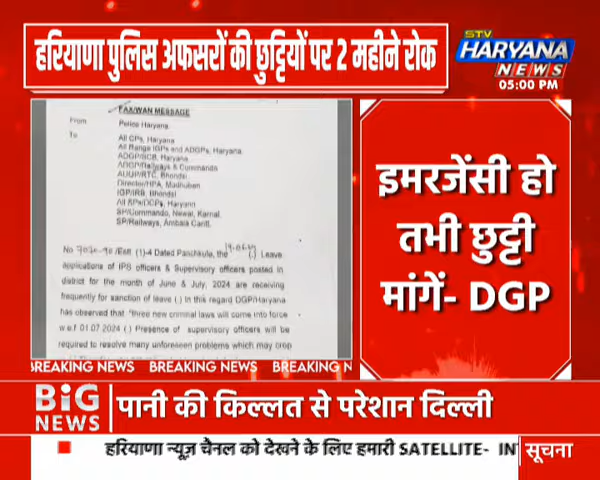 हरियाणा पुलिस अफसरों की छुट्टियों पर 2 महीने रोक
STV
HARYANA
NEWS
05:00 PM
FAX/WAN MESSAGE
From Police Haryana
To
All CPs, Haryana
All Range IGPs and ADGPs, Haryana
ADGP/SCB, Haryana
ADGP/Railways & Commando
ADGP/RTC, Bhondsi
Director/HPA, Madhuban
IGP/IRB, Bhondsi
All SPs/DCPs, Haryana
SP/Commando, Newal, Karnal
SP/Railways, Ambala Cantt.
No 7070-90/E(1)-4 Dated Panchkula, the (.) Leave
applications of IPS officers & Supervisory officers posted in
district for the month of June & July, 2024 are receiving
frequently for sanction of leave (.) In this regard DGP/Haryana
has observed that "three new criminal laws will come into force
w.e.f 01.07.2024 (.) Presence of supervisory officers will be
required to resolve many unforeseen problems which may crop
इमरजेंसी हो
तभी छुट्टी
मांगें- DGP
BREAKING NEWS BREAKING NEWS BREAKING N
BiG
NEWS
पानी की किल्लत से परेशान दिल्ली
हरियाणा न्यूज़ चैनल को देखने के लिए हमारी SATELLITE- IN
सूचना